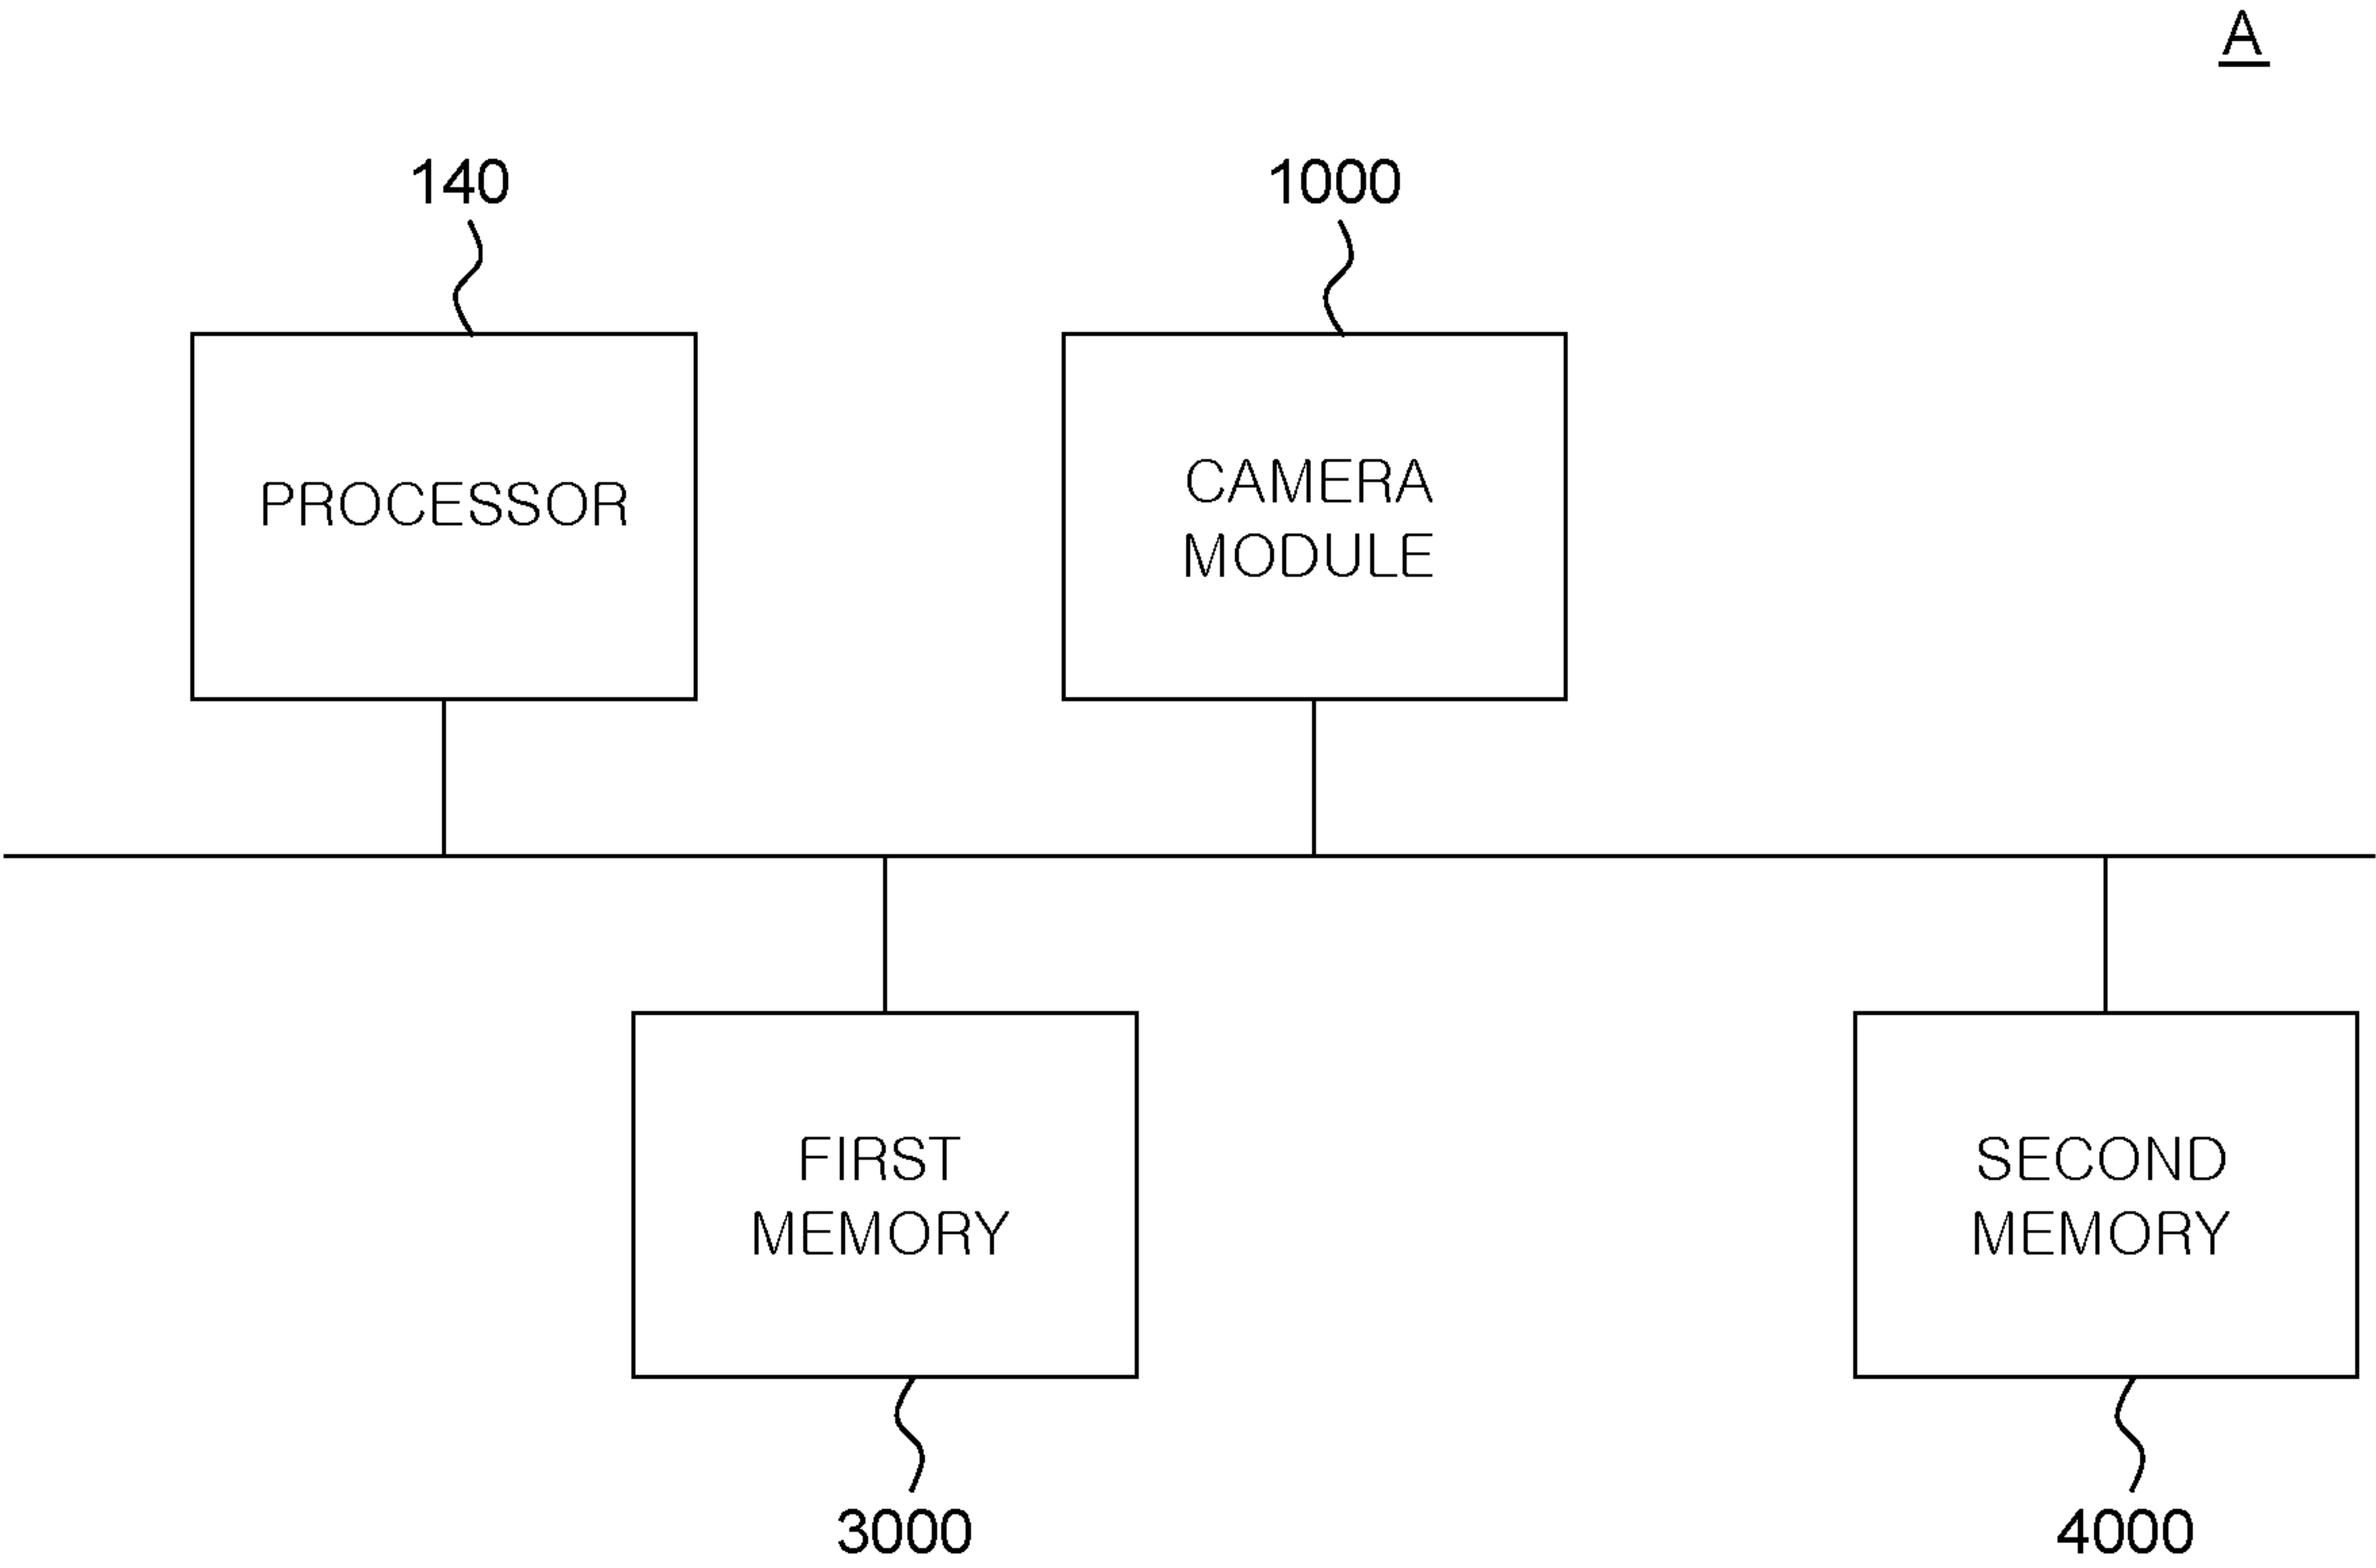 A
140
1000
PROCESSOR
CAMERA
MODULE
FIRST
MEMORY
SECOND
MEMORY
3000
4000